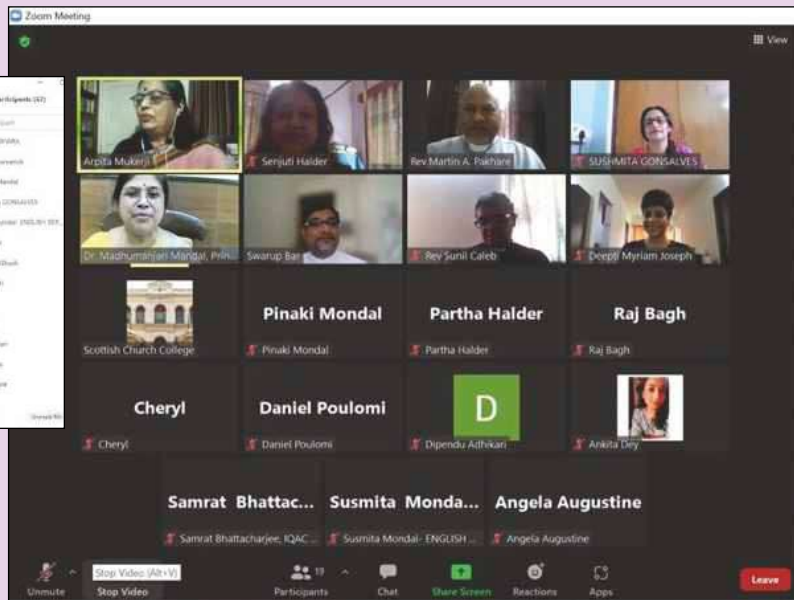 Zoom Meeting
View
Arpita Mukerji
Senjuti Halder
Rev.Martin A. Pakhare
SUSHMITA GONSALVES
Dr. Madhumanjari Mandal, Prin...
Swarup Bar
Rev Sunil Caleb
Deepti Myriam Joseph
Scottish Church College
Pinaki Mondal
Pinaki Mondal
Partha Halder
Partha Halder
Raj Bagh
Raj Bagh
Cheryl
Cheryl
Daniel Poulomi
Daniel Poulomi
D
Dipendu Adhikari
Ankita Dey
Samrat Bhattac...
Samrat Bhattacharjee, IQAC ...
Susmita Monda...
Susmita Mondal- ENGLISH ...
Angela Augustine
Angela Augustine
Unmute
Stop Video (Alt+V)
Stop Video
19
Participants
Chat
Share Screen
Reactions
Apps
Leave
GONSALVES